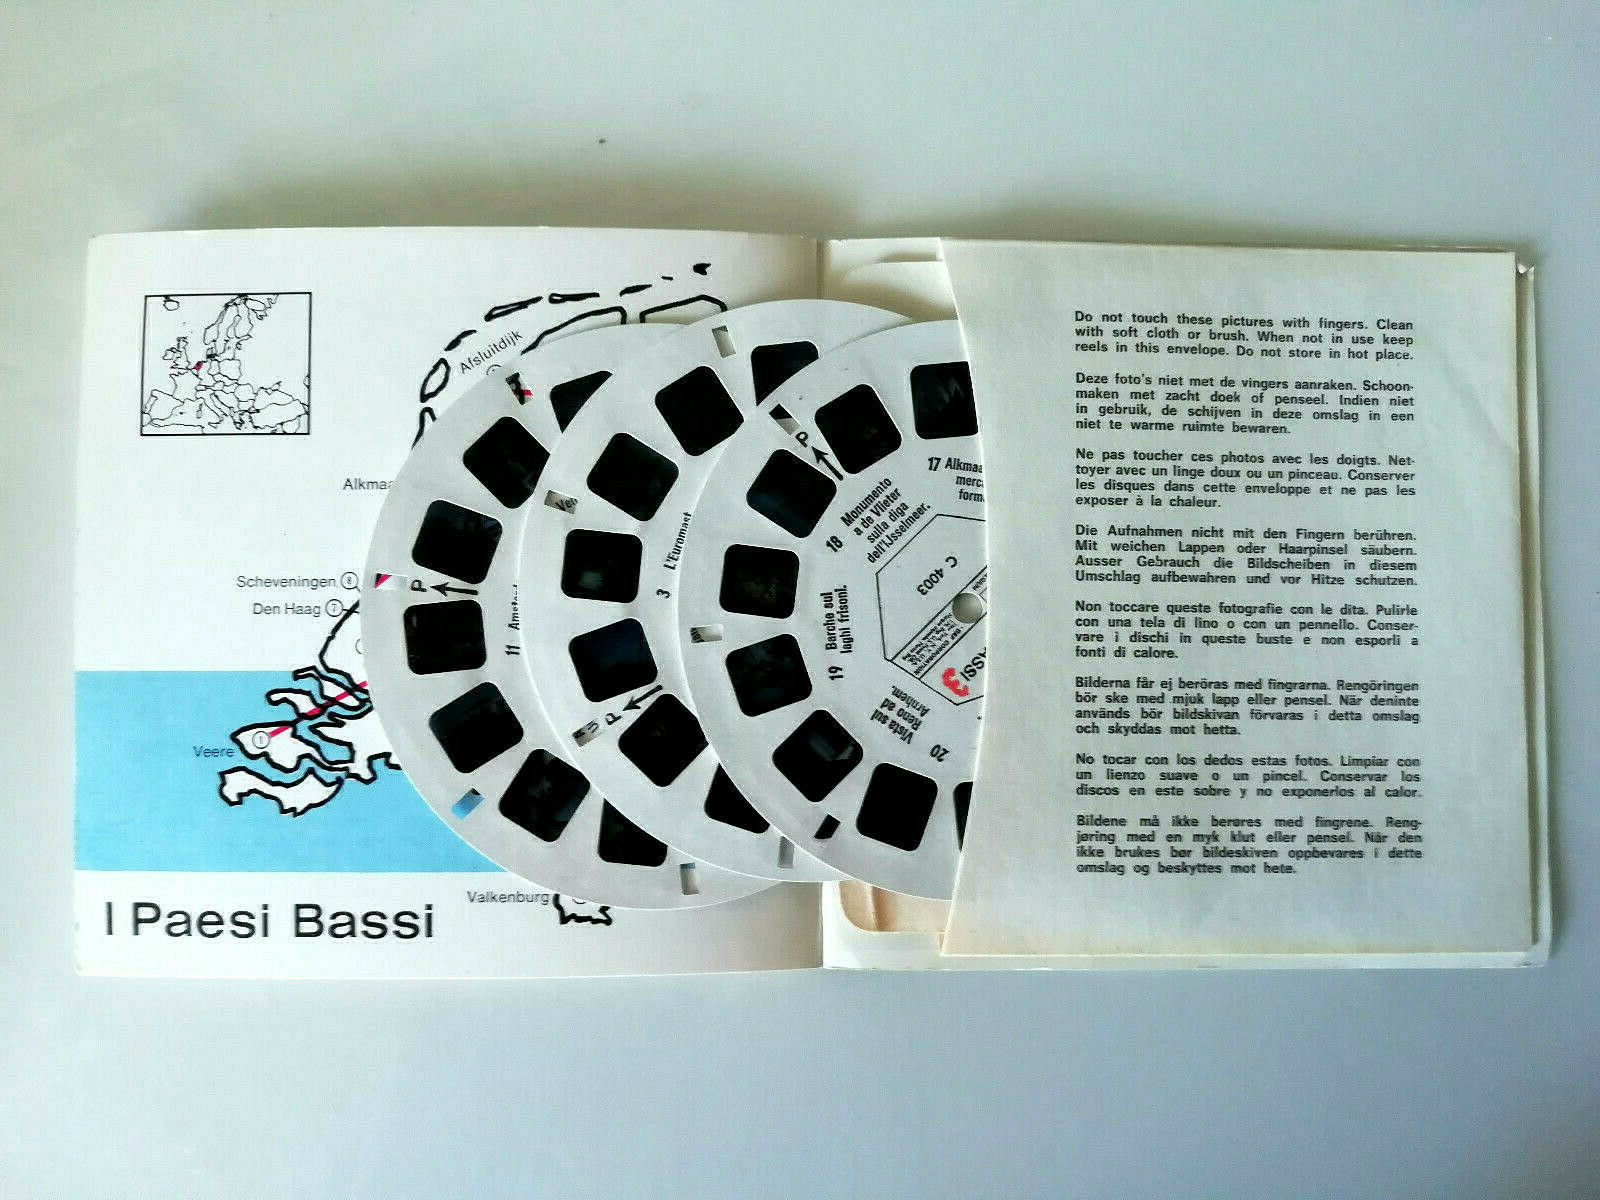 Afsluitdijk
Scheveningen 8
Den Haag 7
Veere 1
Valkenburg
I Paesi Bassi
P
11
P
3 L'Euromast
P
17
18 Monumento
a de Vlieter
sulla diga
dell'IJsselmeer.
19 Barche sui
laghi frisoni.
20
Vista sul
Reno ad
Arnhem.
C 4003
3
Do not touch these pictures with fingers. Clean
with soft cloth or brush. When not in use keep
reels in this envelope. Do not store in hot place.
Deze foto's niet met de vingers aanraken. Schoon-
maken met zacht doek of penseel. Indien niet
in gebruik, de schijven in deze omslag in een
niet te warme ruimte bewaren.
Ne pas toucher ces photos avec les doigts. Net-
toyer avec un linge doux ou un pinceau. Conserver
les disques dans cette enveloppe et ne pas les
exposer à la chaleur.
Die Aufnahmen nicht mit den Fingern berühren.
Mit weichen Lappen oder Haarpinsel säubern.
Ausser Gebrauch die Bildscheiben in diesem
Umschlag aufbewahren und vor Hitze schutzen.
Non toccare queste fotografie con le dita. Pulirle
con una tela di lino o con un pennello. Conser-
vare i dischi in queste buste e non esporli a
fonti di calore.
Bilderna får ej beröras med fingrarna. Rengöringen
bör ske med mjuk lapp eller pensel. När deninte
används bör bildskivan förvaras i detta omslag
och skyddas mot hetta.
No tocar con los dedos estas fotos. Limpiar con
un lienzo suave o un pincel. Conservar los
discos en este sobre y no exponerlos al calor.
Bildene må ikke berøres med fingrene. Reng-
jøring med en myk klut eller pensel. Når den
ikke brukes bør bildeskiven oppbevares i dette
omslag og beskyttes mot hete.